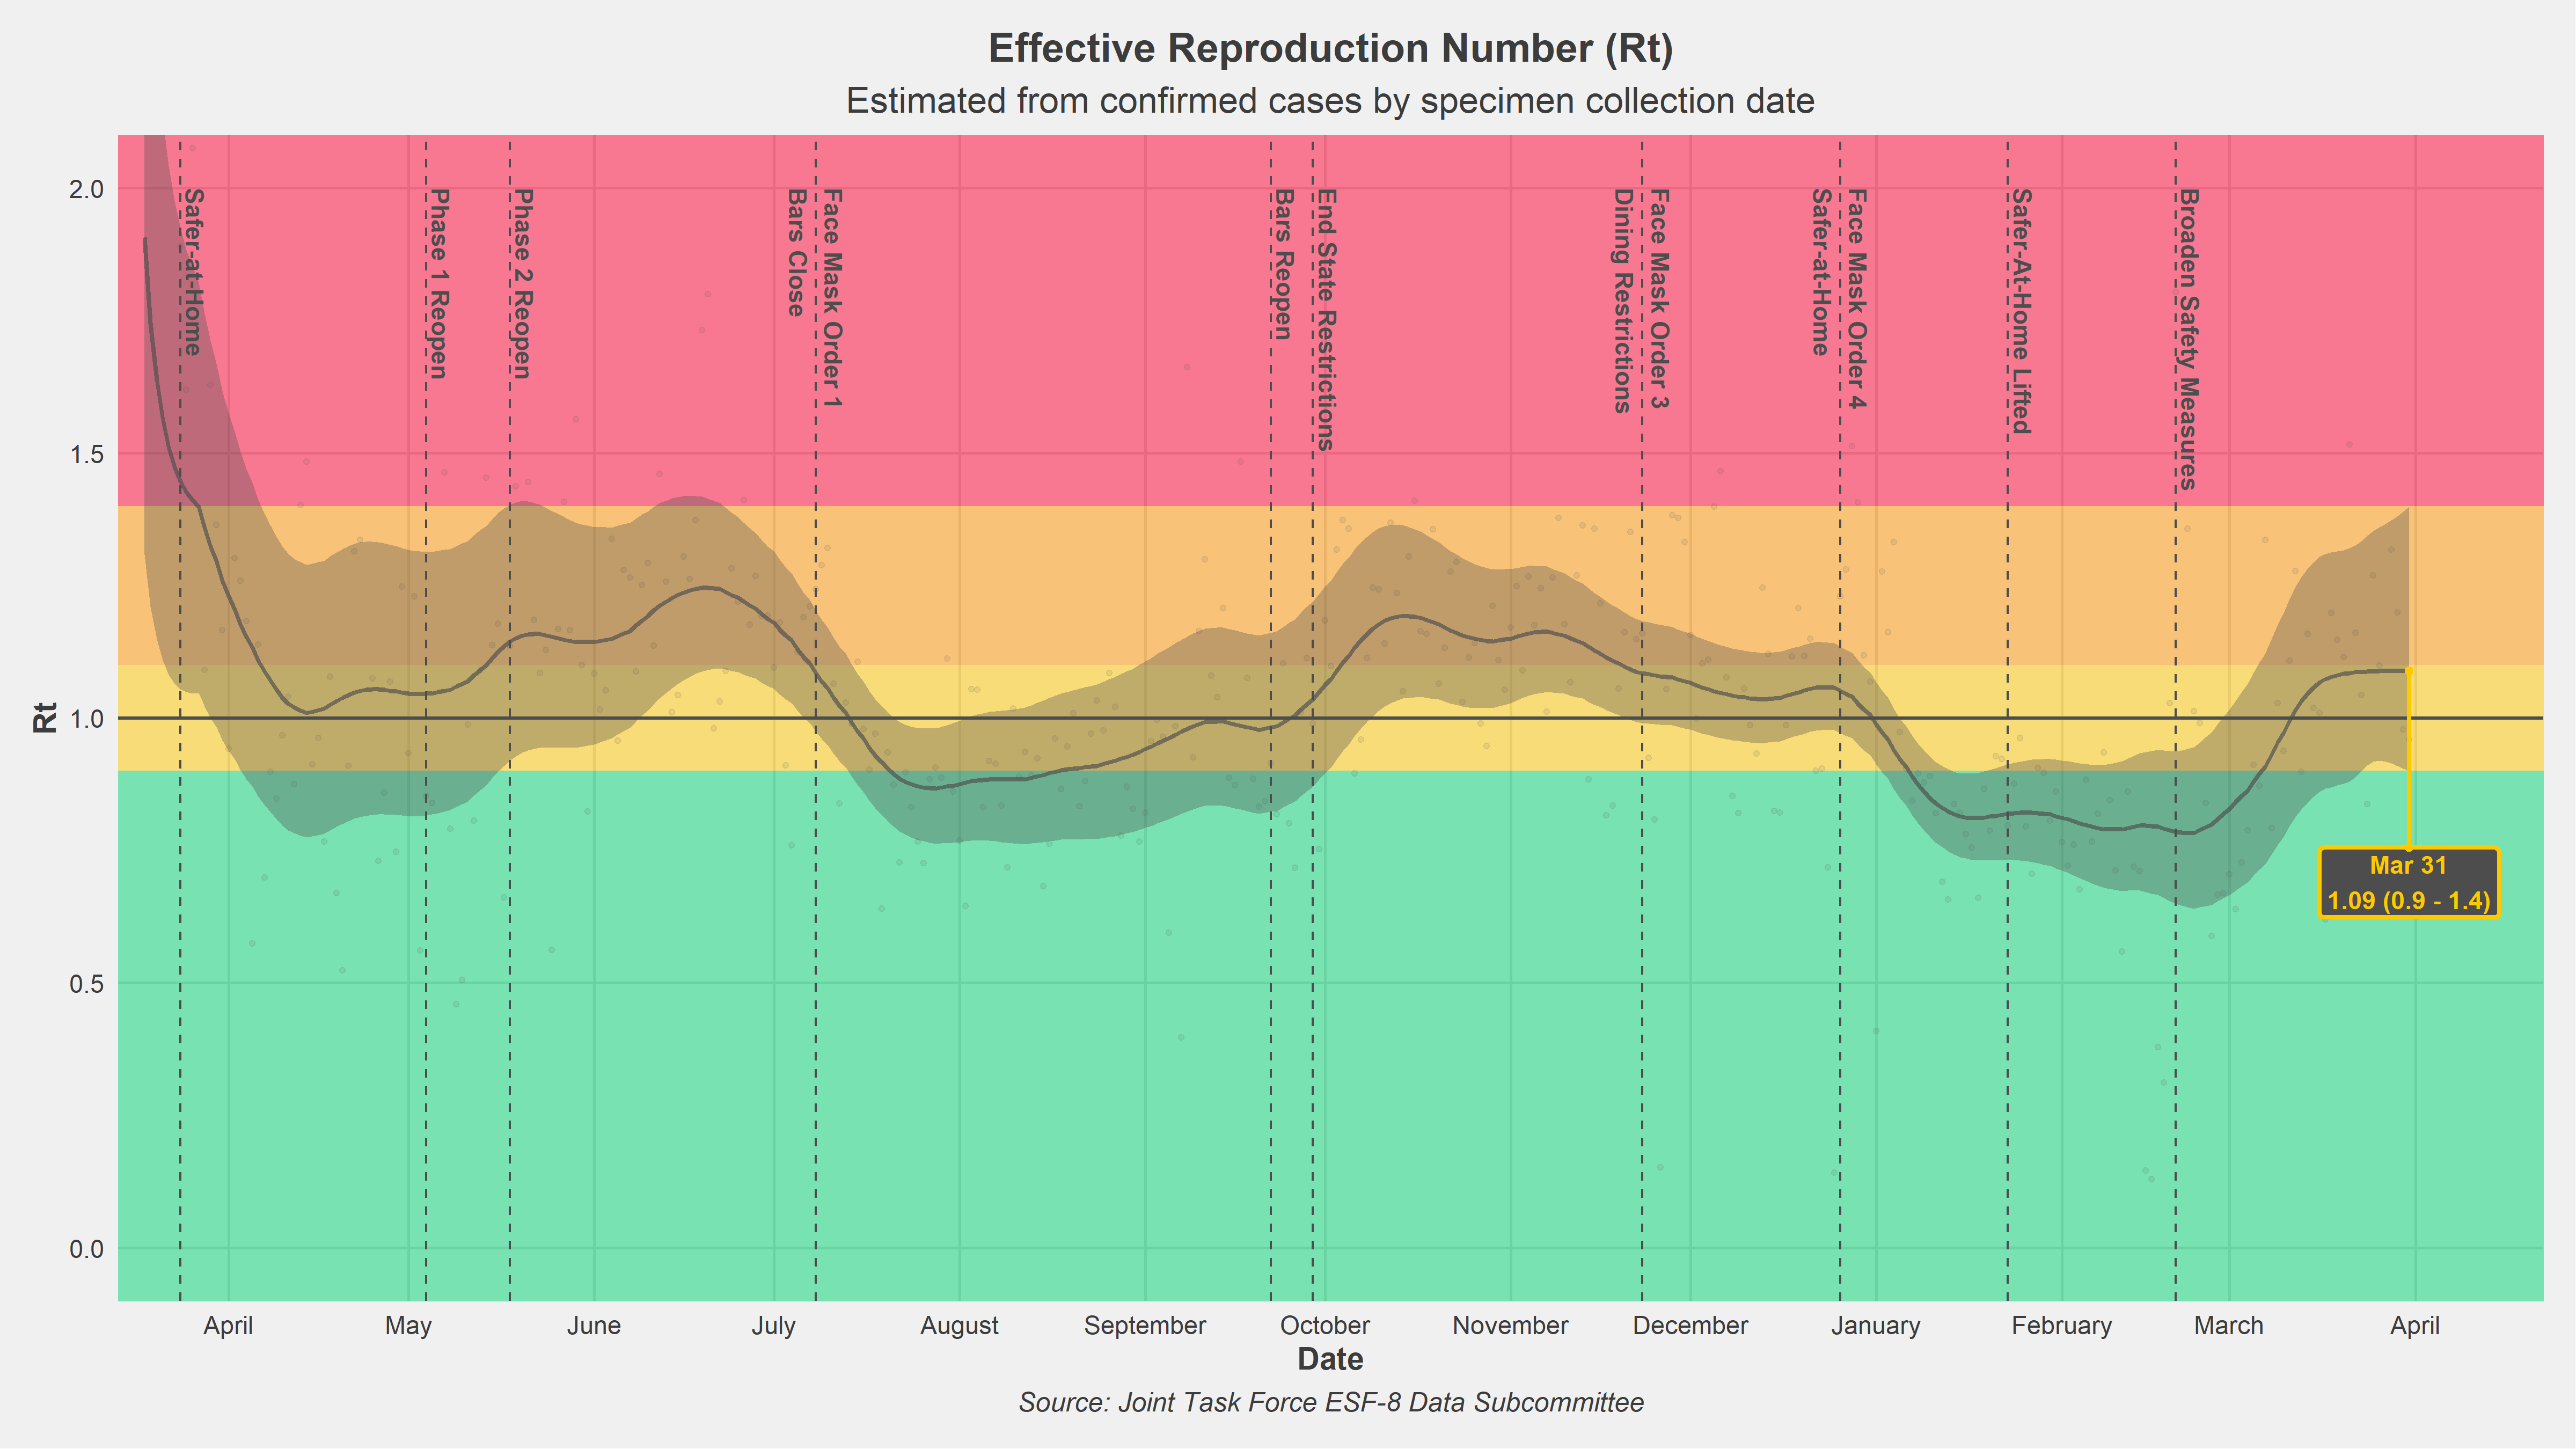 Effective Reproduction Number (Rt)
Estimated from confirmed cases by specimen collection date
Rt
2.0
1.5
1.0
0.5
0.0
Safer-at-Home
Phase 1 Reopen
Phase 2 Reopen
Bars Close
Face Mask Order 1
Bars Reopen
End State Restrictions
Dining Restrictions
Face Mask Order 3
Safer-at-Home
Face Mask Order 4
Safer-At-Home Lifted
Broaden Safety Measures
Mar 31
1.09 (0.9 - 1.4)
April
May
June
July
August
September
October
November
December
January
February
March
April
Date
Source: Joint Task Force ESF-8 Data Subcommittee